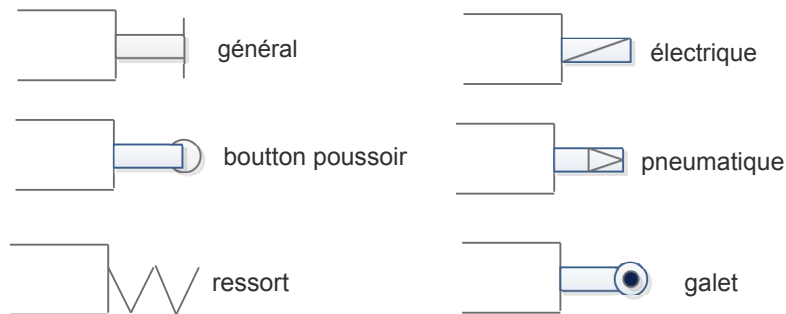 général
électrique
boutton poussoir
pneumatique
ressort
galet